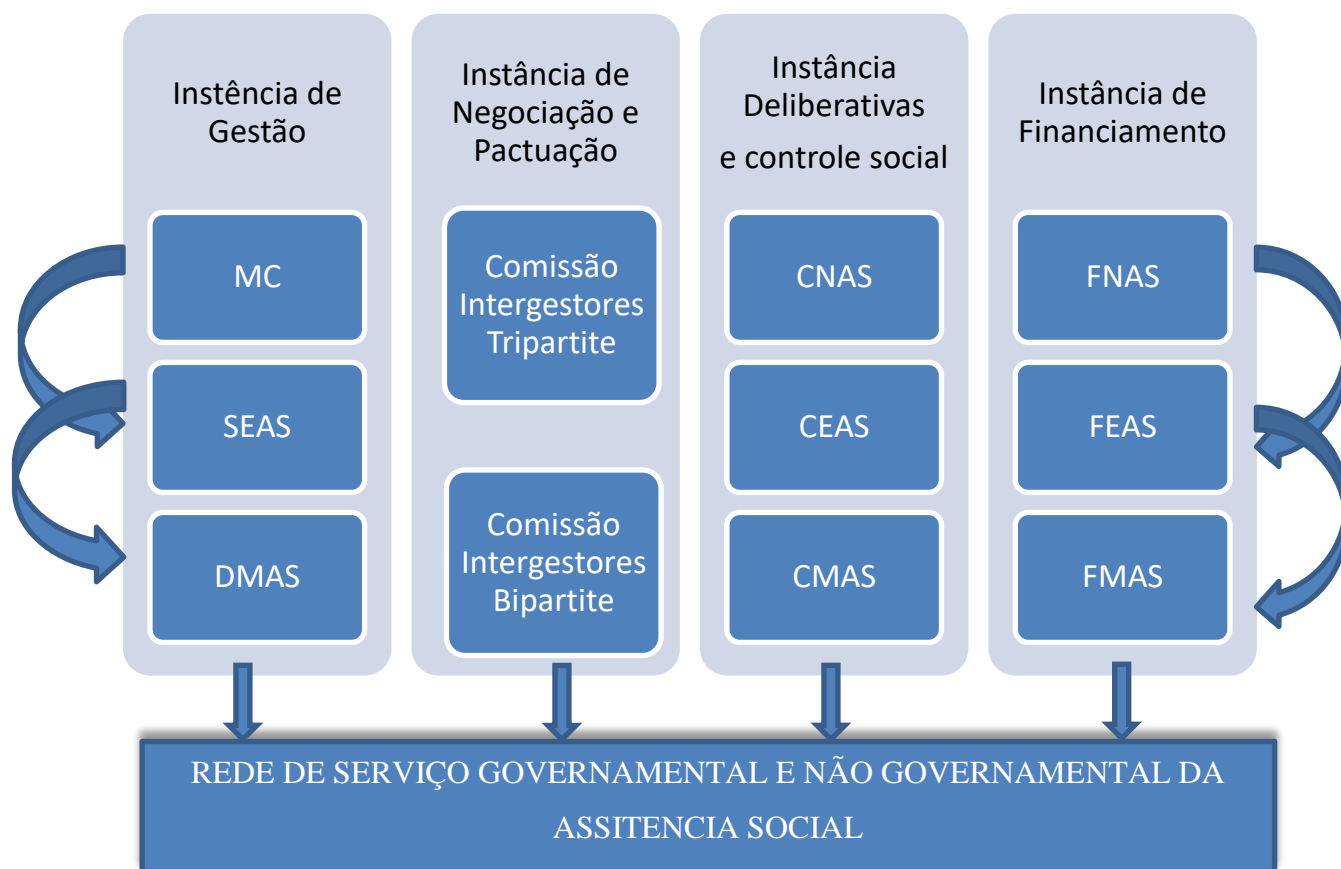 Instência de
Gestão
MC
SEAS
DMAS
Instância de
Negociação e
Pactuação
Comissão
Intergestores
Tripartite
Comissão
Intergestores
Bipartite
Instância
Deliberativas
e controle social
CNAS
CEAS
CMAS
Instância de
Financiamento
FNAS
FEAS
FMAS
REDE DE SERVIÇO GOVERNAMENTAL E NÃO GOVERNAMENTAL DA
ASSITENCIA SOCIAL